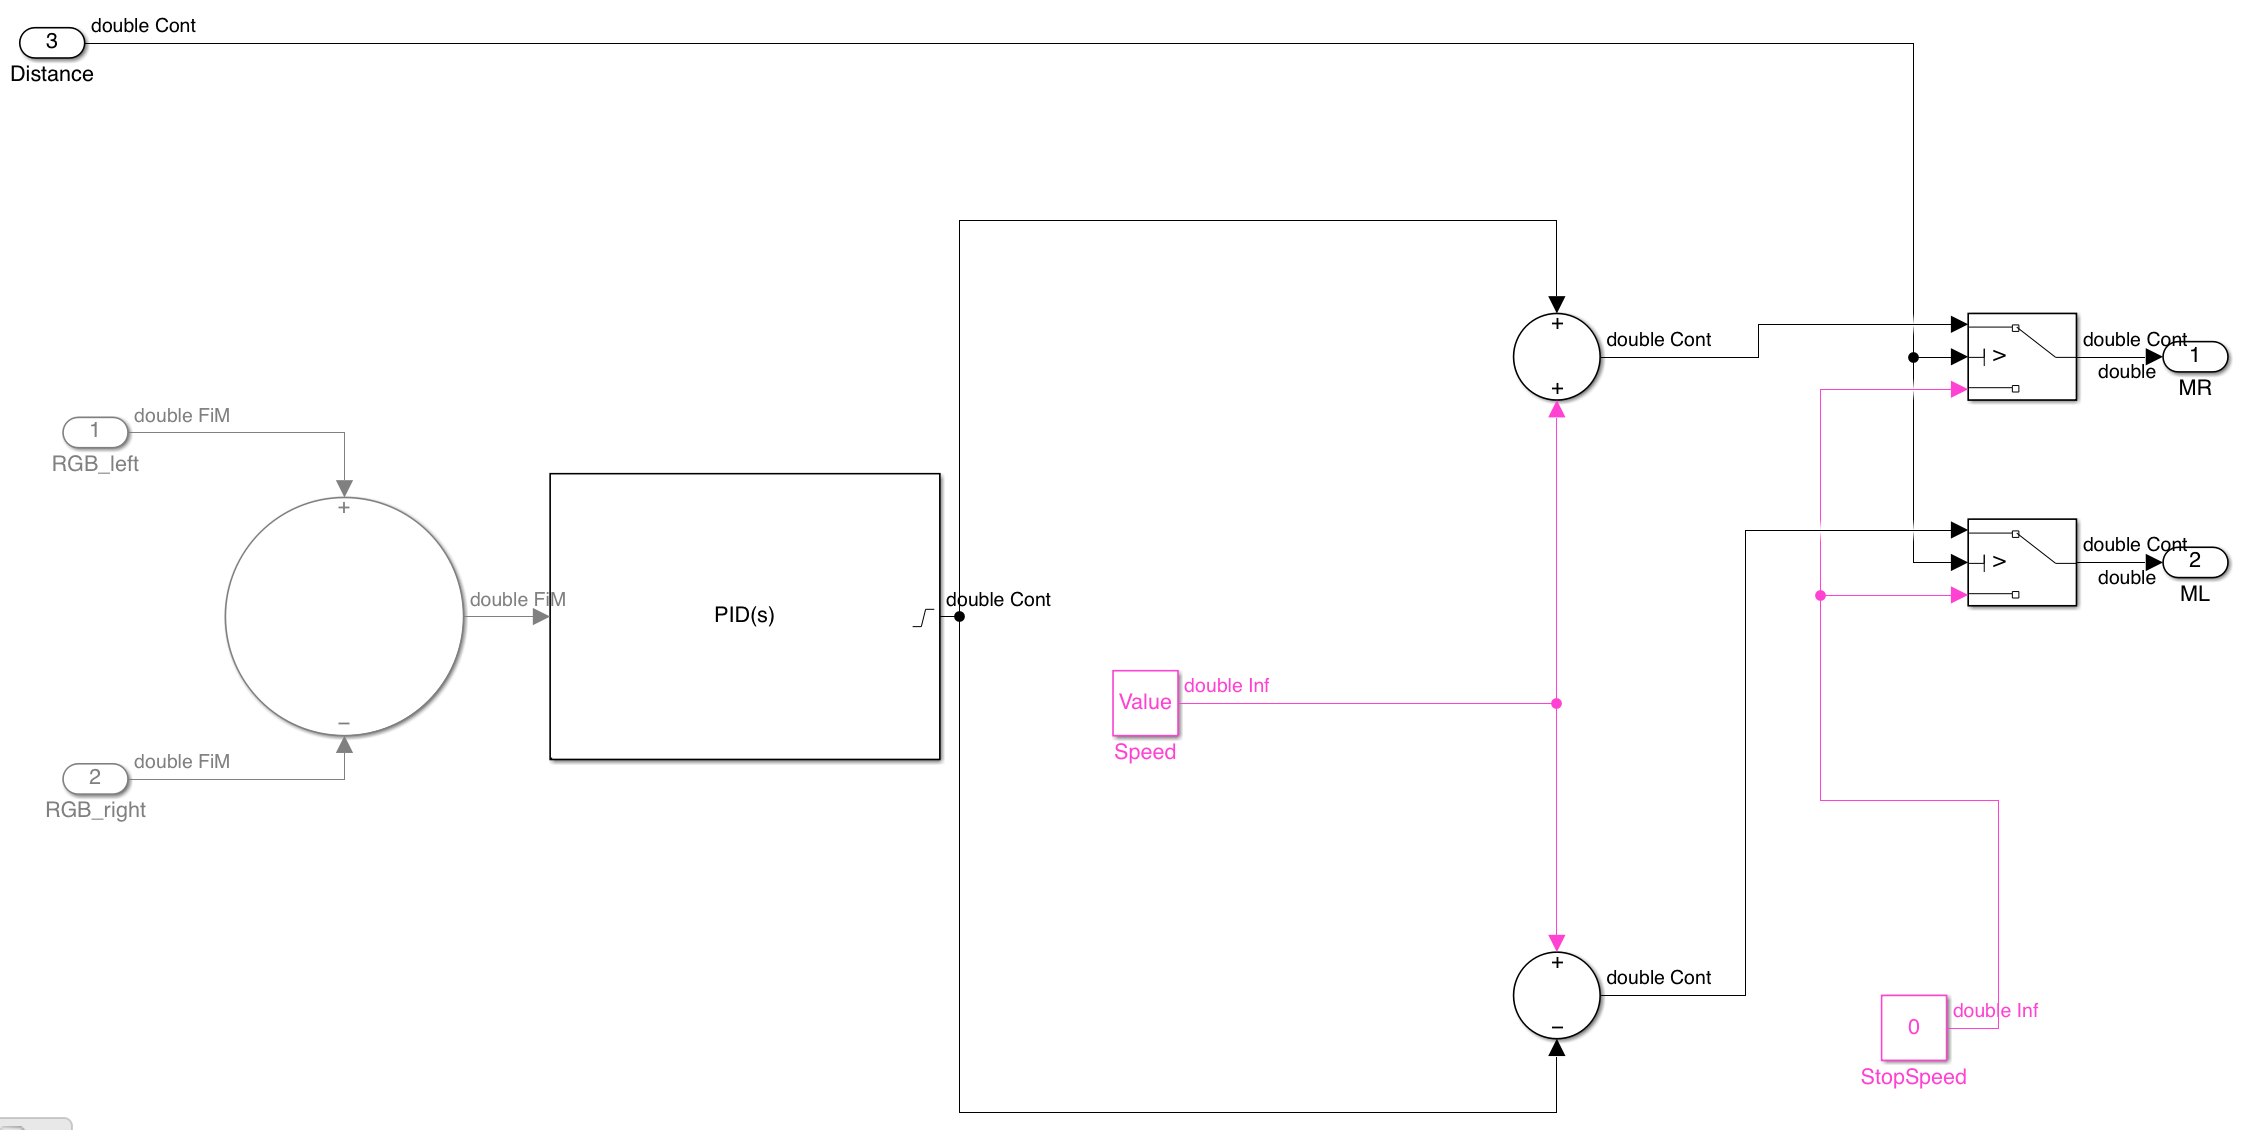 double Cont
3
Distance
double Cont
+
+
double Cont
>
double
1
MR
double FiM
1
RGB_left
+
double FiM
PID(s)
double Cont
−
double FiM
2
RGB_right
double Cont
>
double
2
ML
Value
double Inf
Speed
+
−
double Cont
0
double Inf
StopSpeed